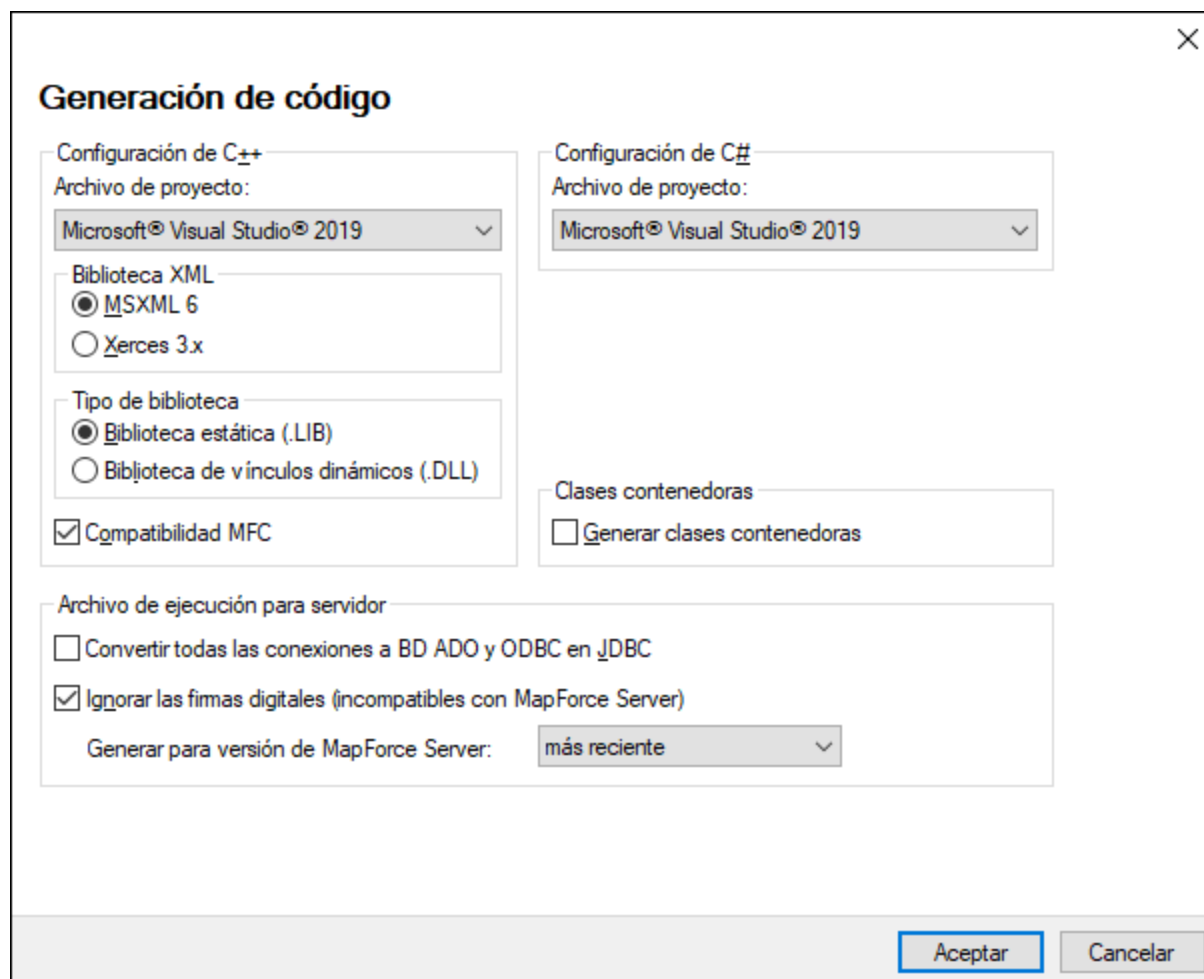 Generación de código
Configuración de C++
Archivo de proyecto:
Microsoft® Visual Studio® 2019
Biblioteca XML
MSXML 6
Xerces 3.x
Tipo de biblioteca
Biblioteca estática (.LIB)
Biblioteca de vínculos dinámicos (.DLL)
Compatibilidad MFC
Configuración de C#
Archivo de proyecto:
Microsoft® Visual Studio® 2019
Clases contenedoras
Generar clases contenedoras
Archivo de ejecución para servidor
Convertir todas las conexiones a BD ADO y ODBC en JDBC
Ignorar las firmas digitales (incompatibles con MapForce Server)
Generar para versión de MapForce Server: más reciente
Aceptar Cancelar